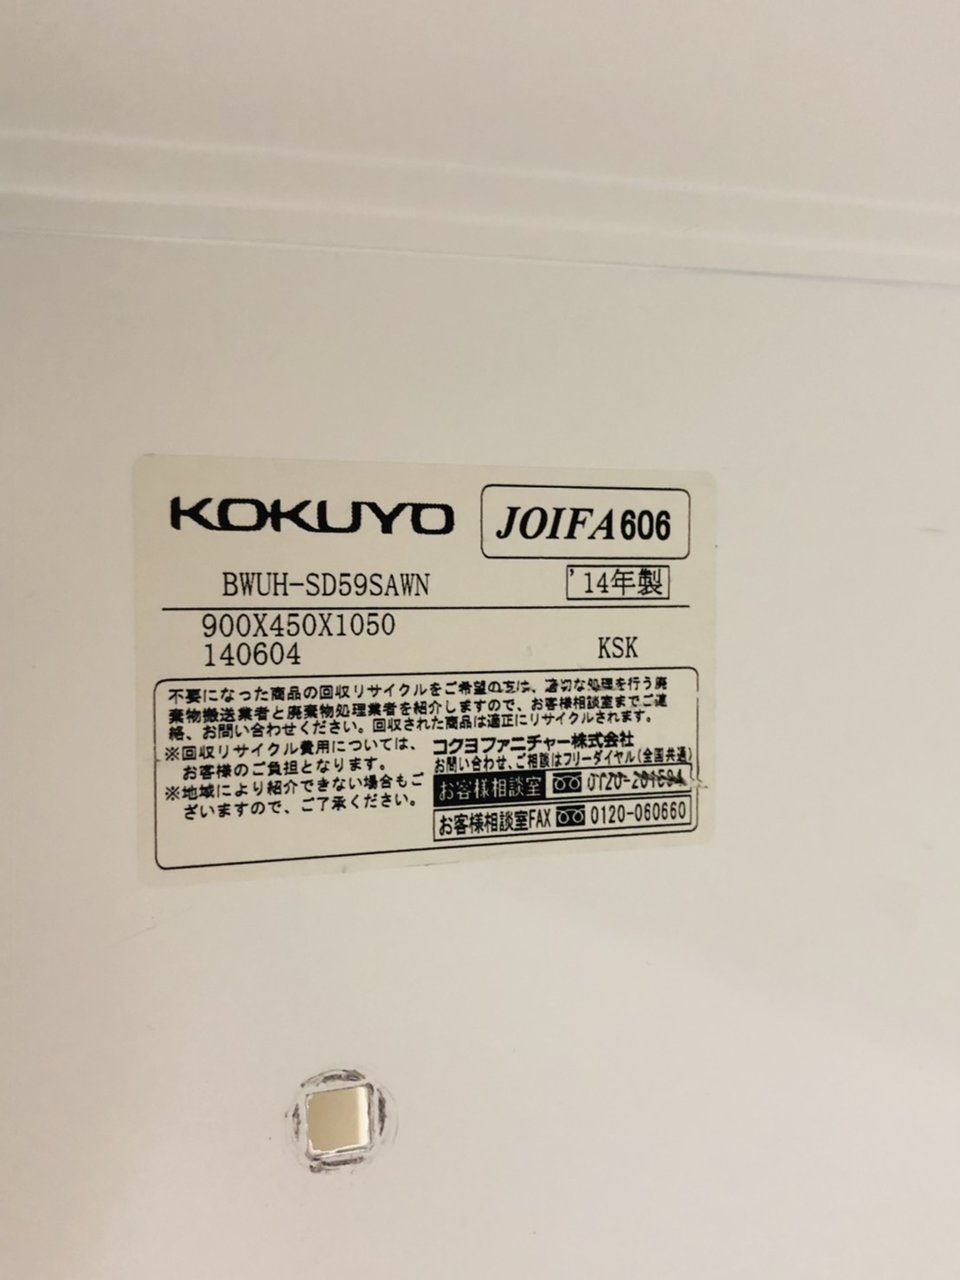 KOKUYO
JOIFA606
BWUH-SD59SAWN
'14年製
900X450X1050
140604
KSK
不要になった商品の回収リサイクルをご希望の方は、適切な処理を行う廃
棄物搬送業者と廃棄物処理業者を紹介しますので、お客様相談室までご連
絡、お問い合わせください。回収された商品は適正にリサイクルされます。
※回収リサイクル費用については、
お客様のご負担となります。
※地域により紹介できない場合もご
ざいますので、ご了承ください。
コクヨファニチャー株式会社
お問い合わせ、ご相談はフリーダイヤル(全国共通)
お客様相談室
お客様相談室FAX 0120-060660